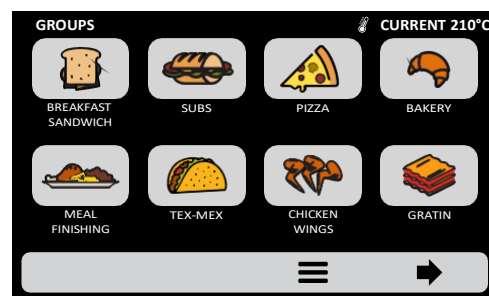 GROUPS
CURRENT 210°C
BREAKFAST
SANDWICH
SUBS
PIZZA
BAKERY
MEAL
FINISHING
TEX-MEX
CHICKEN
WINGS
GRATIN